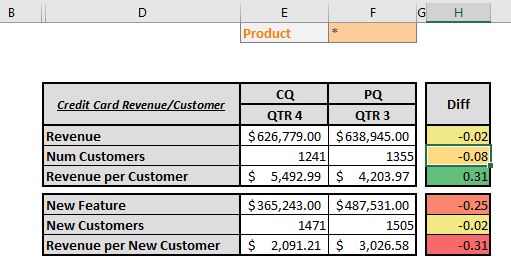 B D E F G H
Product *
CQ PQ
Credit Card Revenue/Customer Diff
QTR 4 QTR 3
Revenue $626,779.00 $638,945.00 -0.02
Num Customers 1241 1355 -0.08
Revenue per Customer $ 5,492.99 $ 4,203.97 0.31
New Feature $365,243.00 $487,531.00 -0.25
New Customers 1471 1505 -0.02
Revenue per New Customer $ 2,091.21 $ 3,026.58 -0.31